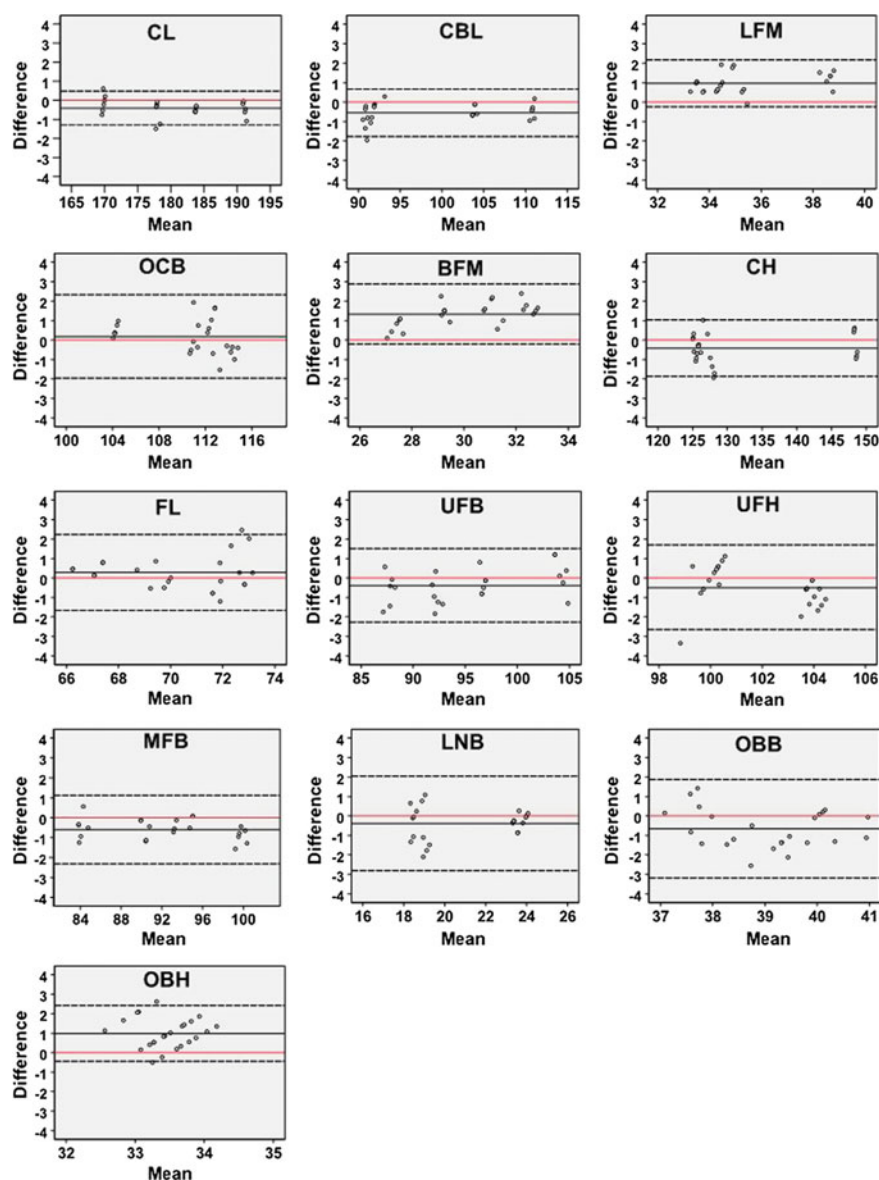 CL
Difference
4
3
2
1
0
-1
-2
-3
-4
165 170 175 180 185 190 195
Mean
CBL
Difference
4
3
2
1
0
-1
-2
-3
-4
90 95 100 105 110 115
Mean
LFM
Difference
4
3
2
1
0
-1
-2
-3
-4
32 34 36 38 40
Mean
OCB
Difference
4
3
2
1
0
-1
-2
-3
-4
100 104 108 112 116
Mean
BFM
Difference
4
3
2
1
0
-1
-2
-3
-4
26 28 30 32 34
Mean
CH
Difference
4
3
2
1
0
-1
-2
-3
-4
120 125 130 135 140 145 150
Mean
FL
Difference
4
3
2
1
0
-1
-2
-3
-4
66 68 70 72 74
Mean
UFB
Difference
4
3
2
1
0
-1
-2
-3
-4
85 90 95 100 105
Mean
UFH
Difference
4
3
2
1
0
-1
-2
-3
-4
98 100 102 104 106
Mean
MFB
Difference
4
3
2
1
0
-1
-2
-3
-4
84 88 92 96 100
Mean
LNB
Difference
4
3
2
1
0
-1
-2
-3
-4
16 18 20 22 24 26
Mean
OBB
Difference
4
3
2
1
0
-1
-2
-3
-4
37 38 39 40 41
Mean
OBH
Difference
4
3
2
1
0
-1
-2
-3
-4
32 33 34 35
Mean